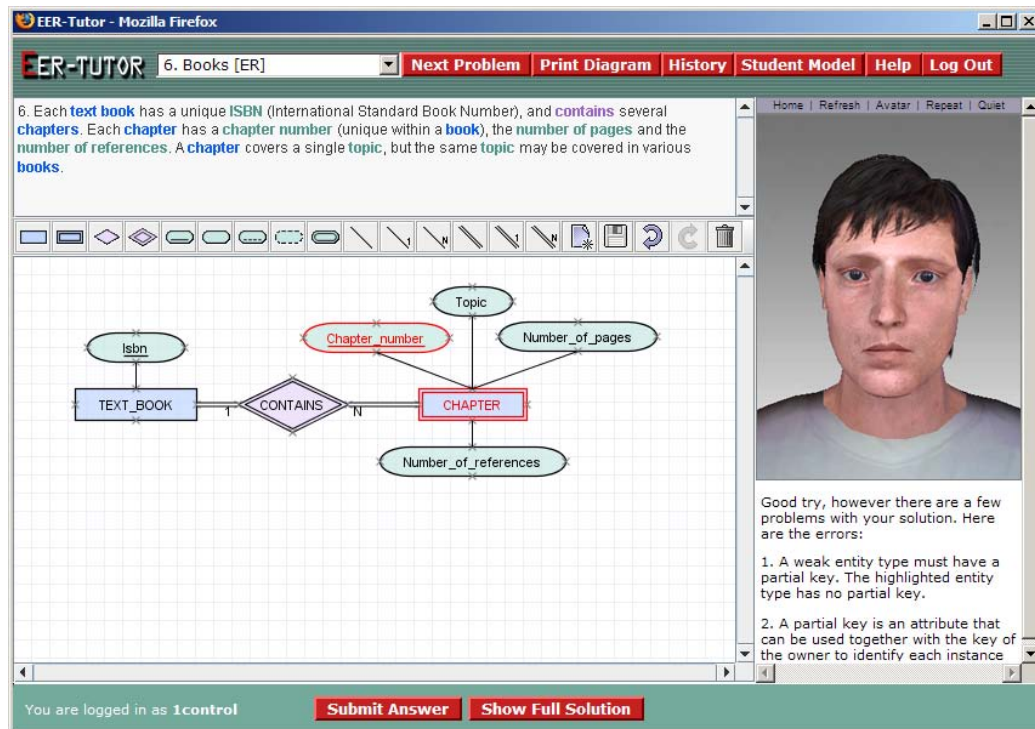 EER-Tutor - Mozilla Firefox
EER-TUTOR 6. Books [ER] Next Problem Print Diagram History Student Model Help Log Out
6. Each text book has a unique ISBN (International Standard Book Number), and contains several
chapters. Each chapter has a chapter number (unique within a book), the number of pages and the
number of references. A chapter covers a single topic, but the same topic may be covered in various
books.
Home | Refresh | Avatar | Repeat | Quiet
1 N 1 N
Topic
Isbn
Chapter_number
Number_of_pages
TEXT_BOOK 1 CONTAINS N CHAPTER
Number_of_references
Good try, however there are a few
problems with your solution. Here
are the errors:
1. A weak entity type must have a
partial key. The highlighted entity
type has no partial key.
2. A partial key is an attribute that
can be used together with the key of
the owner to identify each instance
You are logged in as 1control Submit Answer Show Full Solution